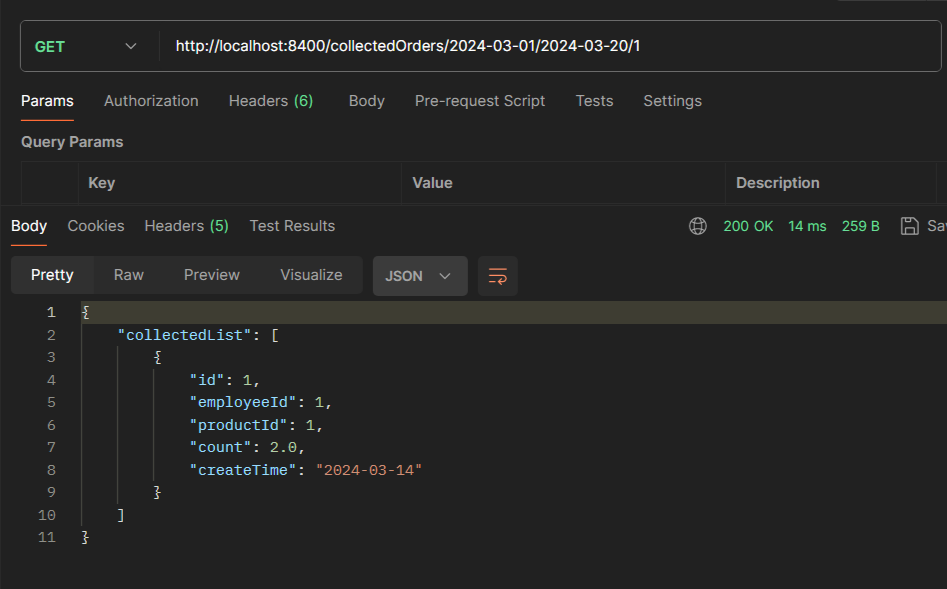 GET http://localhost:8400/collectedOrders/2024-03-01/2024-03-20/1
Params Authorization Headers (6) Body Pre-request Script Tests Settings
Query Params
Key Value Description
Body Cookies Headers (5) Test Results 200 OK 14 ms 259 B Sav
Pretty Raw Preview Visualize JSON
1 {
2 "collectedList": [
3 {
4 "id": 1,
5 "employeeId": 1,
6 "productId": 1,
7 "count": 2.0,
8 "createTime": "2024-03-14"
9 }
10 ]
11 }